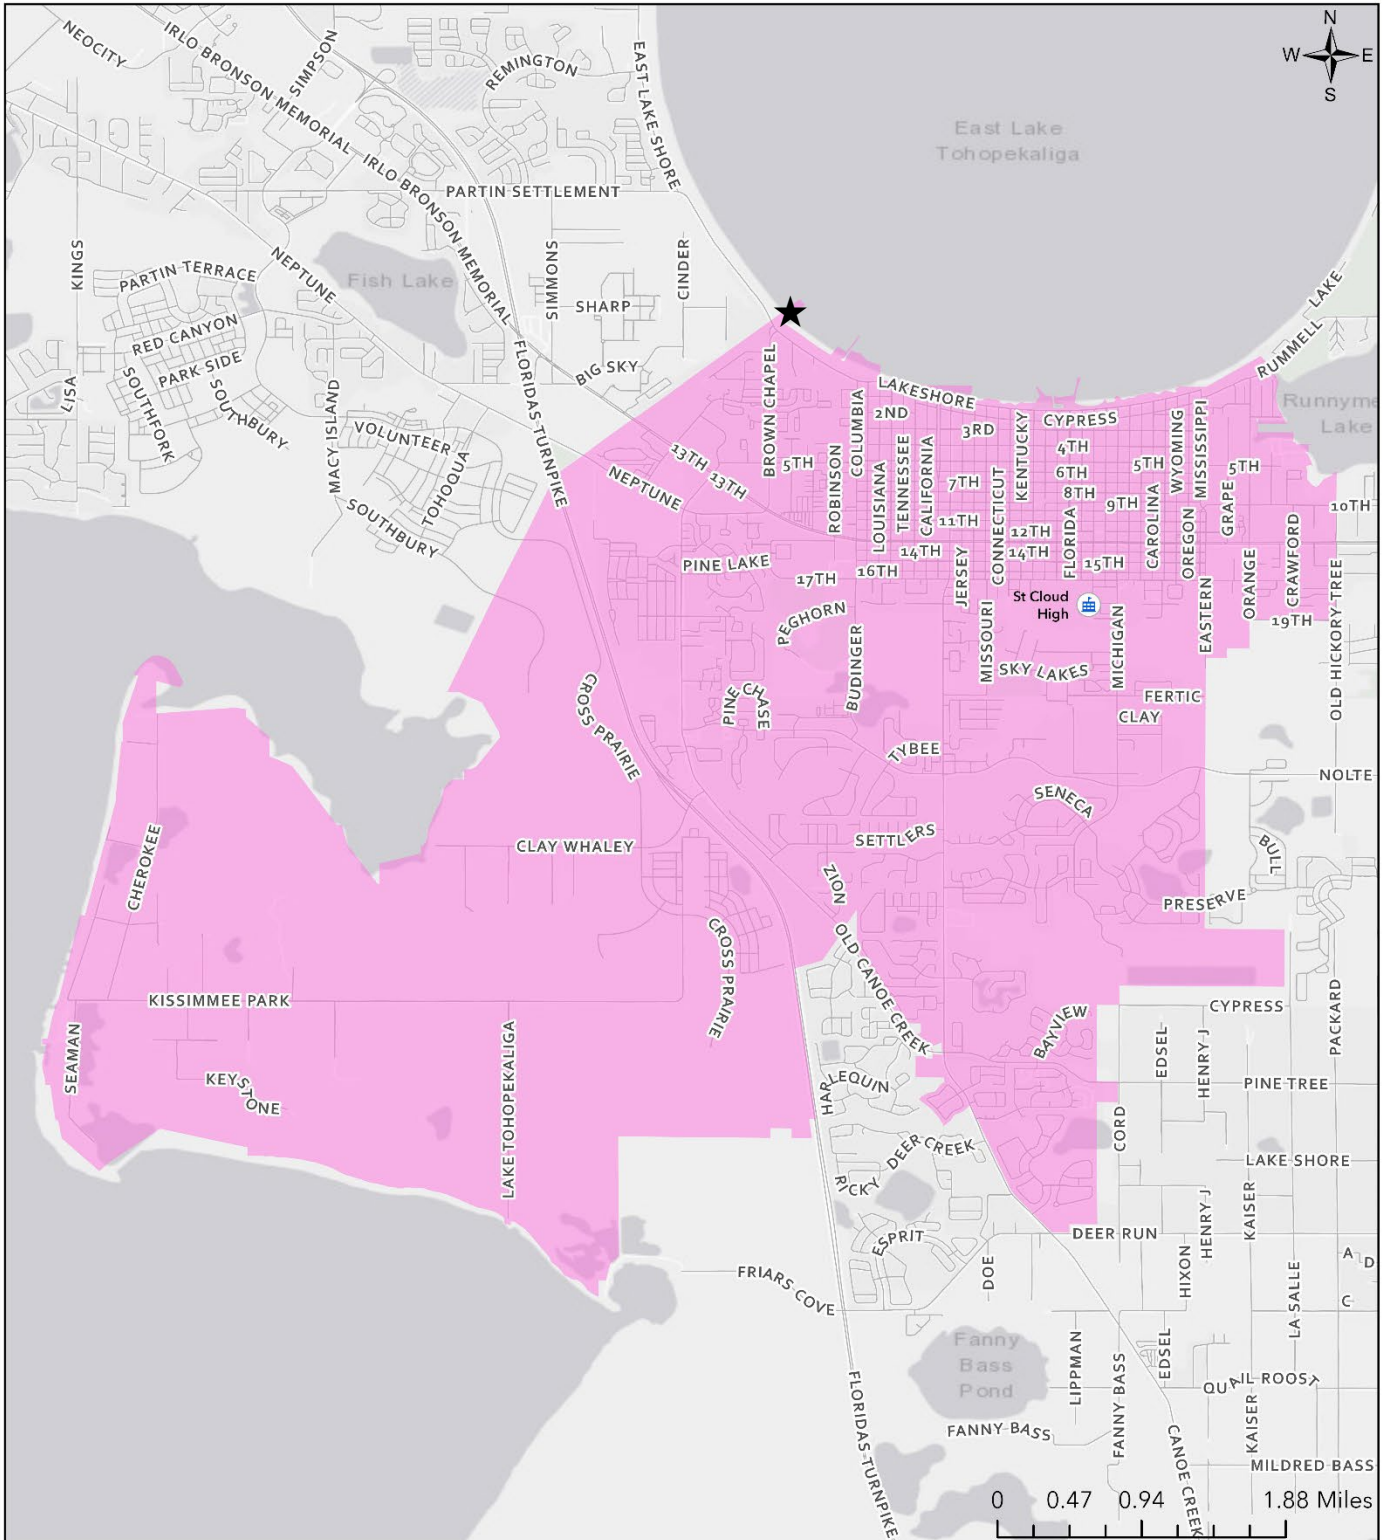 N
W E
S
NEOCITY
IRLO BRONSON MEMORIAL
SIMPSON
REMINGTON
EAST LAKE SHORE
East Lake
Tohopekaliga
IRLO BRONSON MEMORIAL
PARTIN SETTLEMENT
KINGS
PARTIN TERRACE
NEPTUNE
Fish Lake
SIMMONS
SHARP
CINDER
RED CANYON
PARK SIDE
LISA
SOUTHFORK
SOUTHBURY
MACY ISLAND
VOLUNTEER
TOHOQUA
SOUTHBURY
FLORIDAS TURNPIKE
BIG SKY
RUMMELL LAKE
Runnyme
Lake
BROWN CHAPEL
COLUMBIA
LAKESHORE
2ND
3RD
KENTUCKY
CYPRESS
WYOMING
MISSISSIPPI
4TH
13TH
13TH
5TH
ROBINSON
LOUISIANA
TENNESSEE
CALIFORNIA
7TH
CONNECTICUT
6TH
8TH
5TH
9TH
5TH
GRAPE
NEPTUNE
11TH
12TH
FLORIDA
CAROLINA
OREGON
CRAWFORD
10TH
PINE LAKE
17TH
16TH
14TH
14TH
15TH
JERSEY
St Cloud
High
ORANGE
EASTERN
19TH
OLD HICKORY TREE
PEGHORN
BUDINGER
MISSOURI
MICHIGAN
SKY LAKES
FERTIC
CLAY
PINE CHASE
CROSS PRAIRIE
TYBEE
NOLTE
SENECA
SETTLERS
BULL
CLAY WHALEY
CHEROKEE
ZION
PRESERVE
CROSS PRAIRIE
OLD CANOE CREEK
KISSIMMEE PARK
CYPRESS
PACKARD
SEAMAN
KEYSTONE
LAKE TOHOPEKALIGA
BAYVIEW
EDSEL
HENRY J
HARLEQUIN
PINE TREE
CORD
DEER CREEK
LAKE SHORE
RICKY
ESPRIT
DEER RUN
HENRY J
KAISER
HIXON
DOE
A
D
C
FRIARS COVE
LA SALLE
Fanny
Bass
Pond
LIPPMAN
EDSEL
FANNY BASS
QUAIL ROOST
KAISER
FLORIDAS TURNPIKE
FANNY BASS
CANOE CREEK
MILDRED BASS
0 0.47 0.94 1.88 Miles